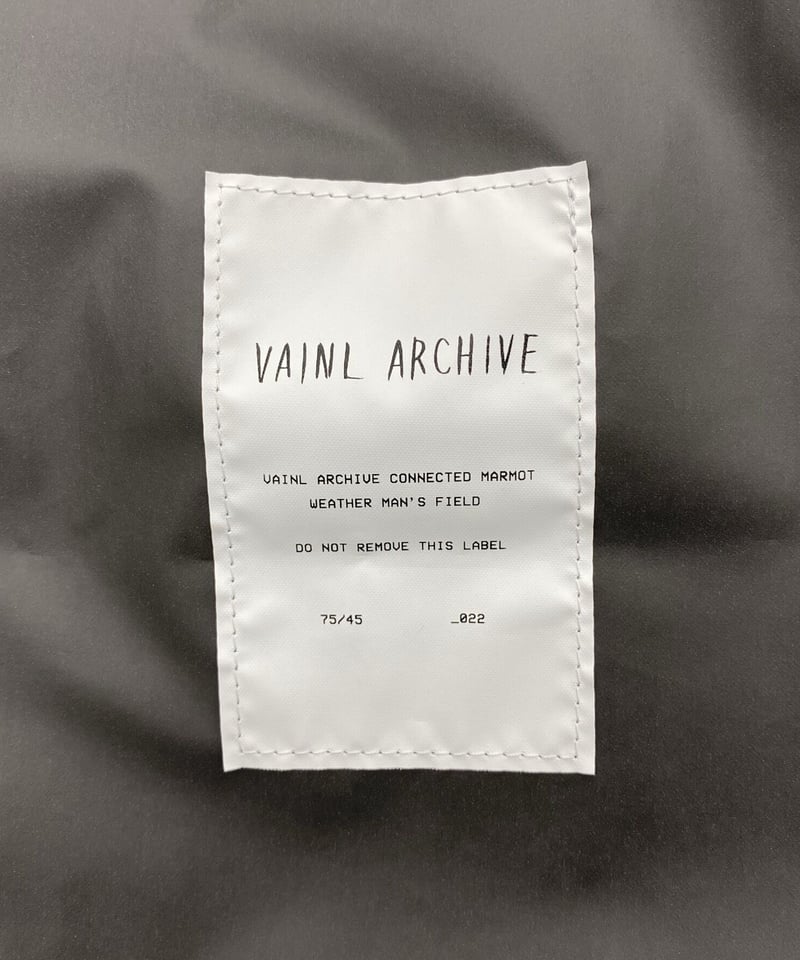 VAINL ARCHIVE
VAINL ARCHIVE CONNECTED MARMOT
WEATHER MAN'S FIELD
DO NOT REMOVE THIS LABEL
75/45 _022